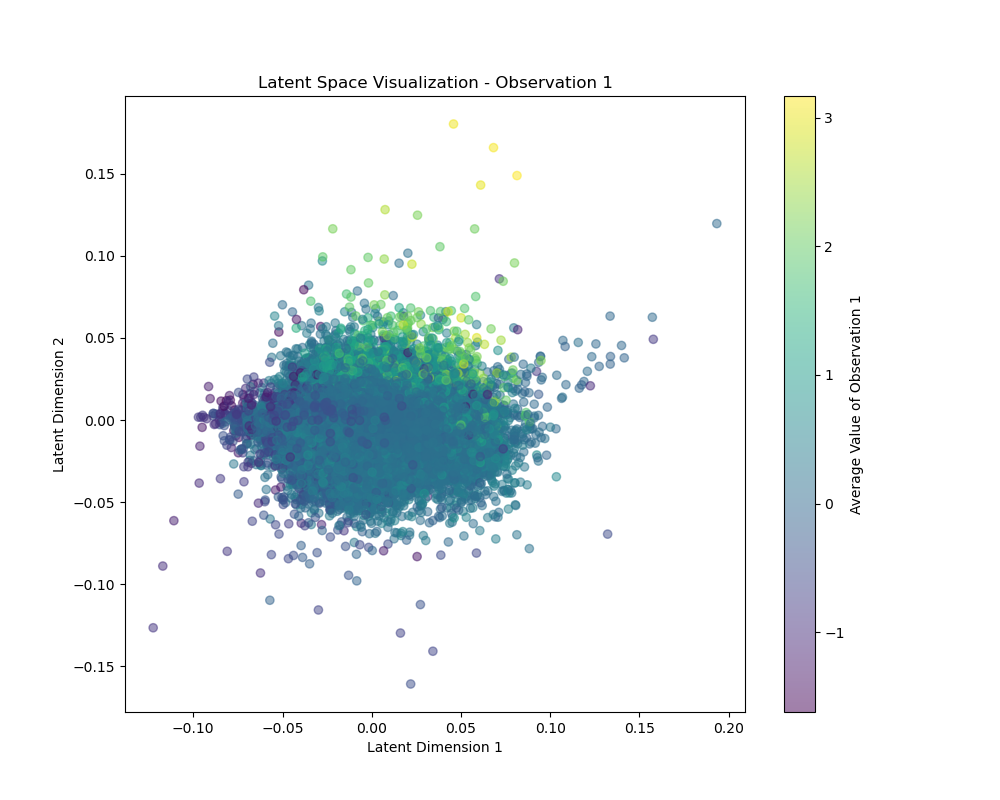 Latent Space Visualization - Observation 1
3
2
1
0
−1
Average Value of Observation 1
0.15
0.10
0.05
0.00
−0.05
−0.10
−0.15
Latent Dimension 2
−0.10 −0.05 0.00 0.05 0.10 0.15 0.20
Latent Dimension 1